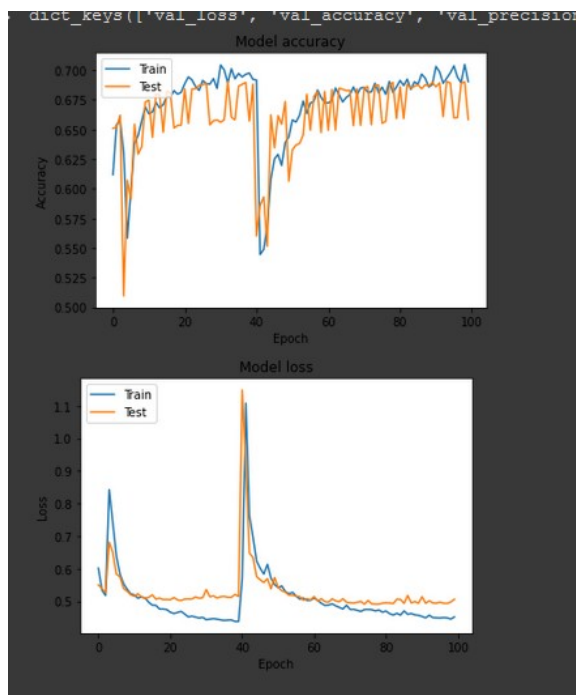 dict_keys(['val_loss', 'val_accuracy', 'val_precision
Model accuracy
Train
Test
0.700
0.675
0.650
0.625
0.600
0.575
0.550
0.525
0.500
Accuracy
0 20 40 60 80 100
Epoch
Model loss
Train
Test
1.1
1.0
0.9
0.8
0.7
0.6
0.5
Loss
0 20 40 60 80 100
Epoch